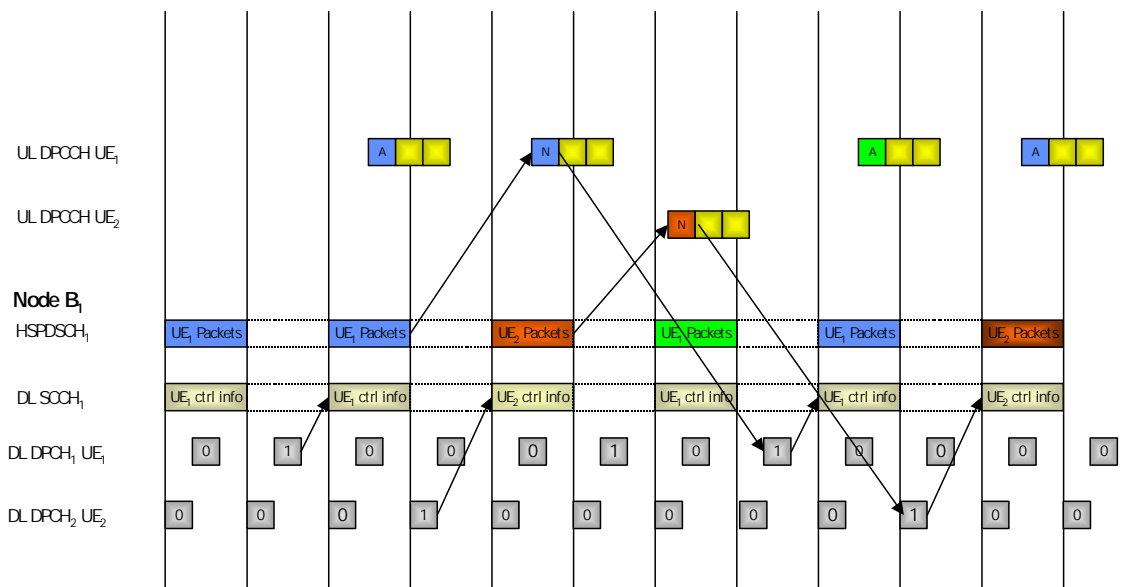 UL DPCCH UE1 A N A A
UL DPCCH UE2 N
Node B1
HSPDSCH1 UE1 Packets UE1 Packets UE2 Packets UE1 Packets UE1 Packets UE2 Packets
DL SCCH1 UE1 ctrl info UE1 ctrl info UE2 ctrl info UE1 ctrl info UE1 ctrl info UE2 ctrl info
DL DPCH1 UE1 0 1 0 0 0 1 0 1 0 0 0 0
DL DPCH2 UE2 0 0 0 1 0 0 0 0 0 1 0 0